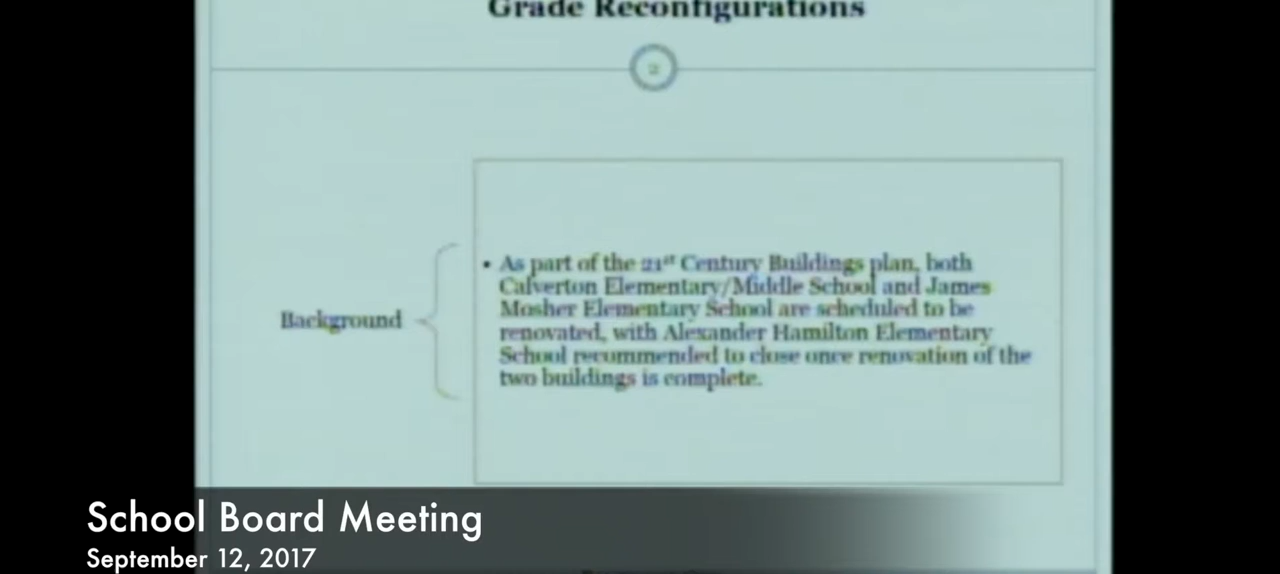 Grade Reconfigurations
2
• As part of the 21st Century Buildings plan, both
Calverton Elementary/Middle School and James
Mosher Elementary School are scheduled to be
Background
renovated, with Alexander Hamilton Elementary
School recommended to close once renovation of the
two buildings is complete.
School Board Meeting
September 12, 2017